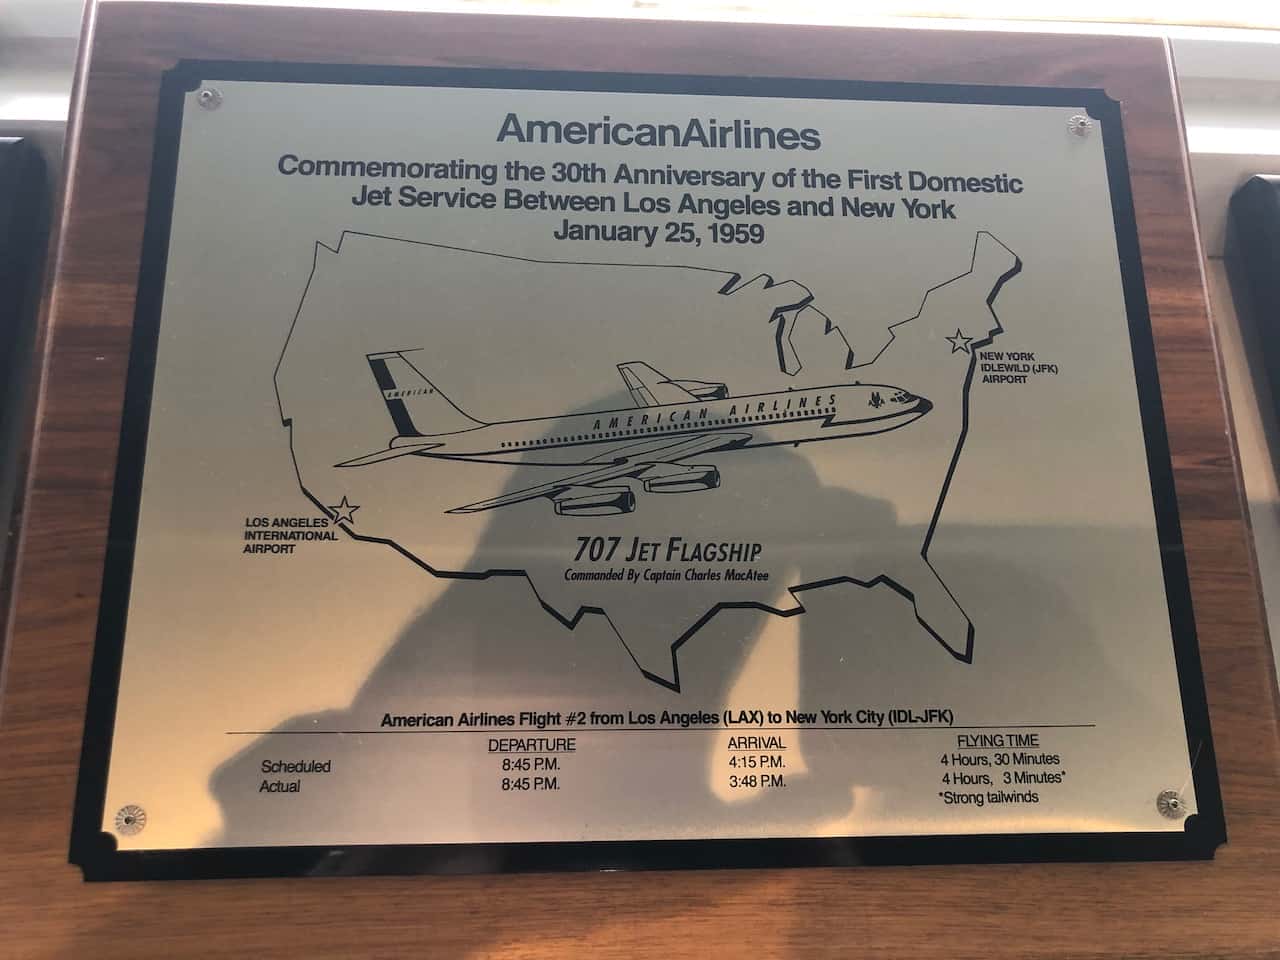 AmericanAirlines
Commemorating the 30th Anniversary of the First Domestic
Jet Service Between Los Angeles and New York
January 25, 1959
NEW YORK
IDLEWILD (JFK)
AIRPORT
AMERICAN
AMERICAN AIRLINES
LOS ANGELES
INTERNATIONAL
AIRPORT
707 JET FLAGSHIP
Commanded By Captain Charles MacAtee
American Airlines Flight #2 from Los Angeles (LAX) to New York City (IDL-JFK)
DEPARTURE ARRIVAL FLYING TIME
Scheduled 8:45 P.M. 4:15 P.M. 4 Hours, 30 Minutes
Actual 8:45 P.M. 3:48 P.M. 4 Hours, 3 Minutes*
*Strong tailwinds